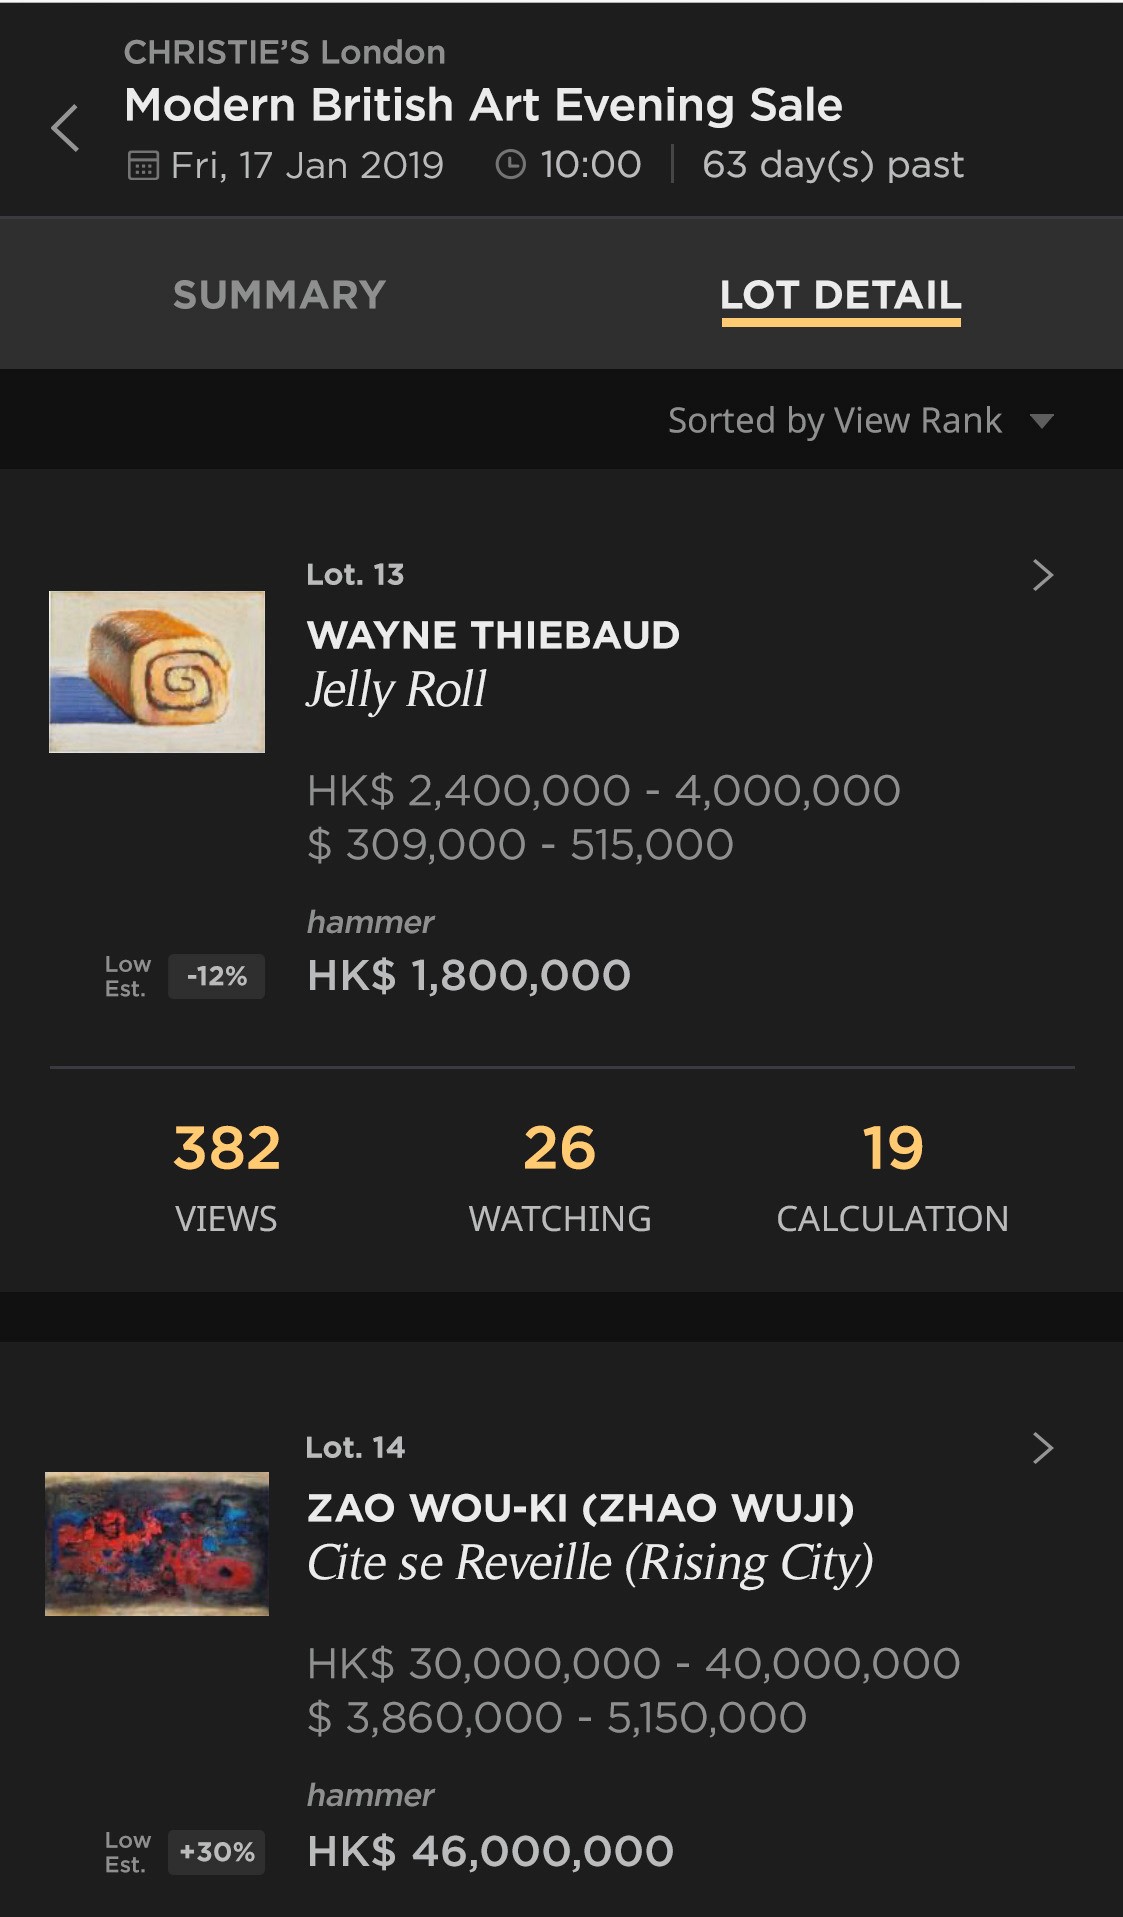 CHRISTIE’S London
Modern British Art Evening Sale
Fri, 17 Jan 2019 10:00 63 day(s) past
SUMMARY LOT DETAIL
Sorted by View Rank
Lot. 13
WAYNE THIEBAUD
Jelly Roll
HK$ 2,400,000 - 4,000,000
$ 309,000 - 515,000
hammer
Low Est. -12% HK$ 1,800,000
382 26 19
VIEWS WATCHING CALCULATION
Lot. 14
ZAO WOU-KI (ZHAO WUJI)
Cite se Reveille (Rising City)
HK$ 30,000,000 - 40,000,000
$ 3,860,000 - 5,150,000
hammer
Low Est. +30% HK$ 46,000,000